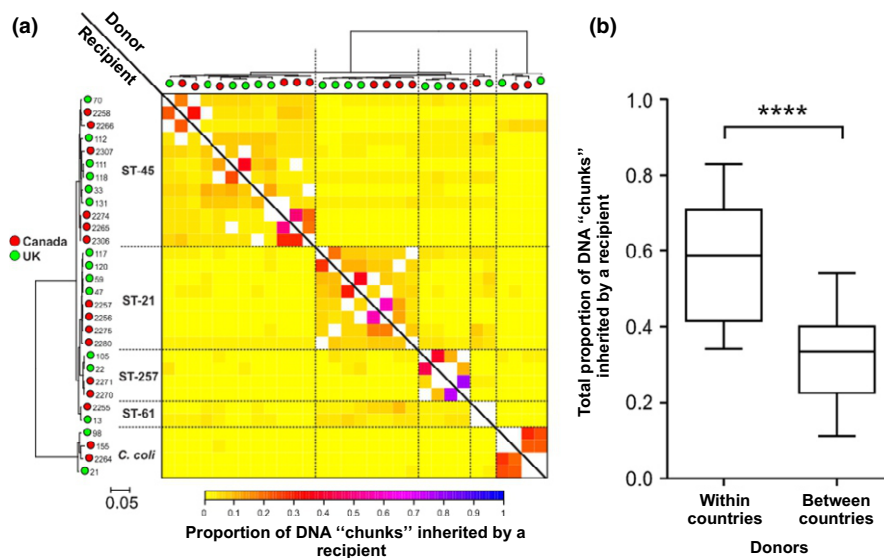 (a)
Donor
Recipient
70
2258
2266
112
2307
111
118
33
131
2274
2265
2306
117
120
59
47
2257
2256
2276
2280
105
22
2271
2270
2255
13
98
155
2264
21
Canada
UK
ST-45
ST-21
ST-257
ST-61
C. coli
0.05
0 0.1 0.2 0.3 0.4 0.5 0.6 0.7 0.8 0.9 1
Proportion of DNA “chunks” inherited by a
recipient
(b)
Total proportion of DNA “chunks”
inherited by a recipient
1.0
0.8
0.6
0.4
0.2
0.0
****
Within
countries
Between
countries
Donors